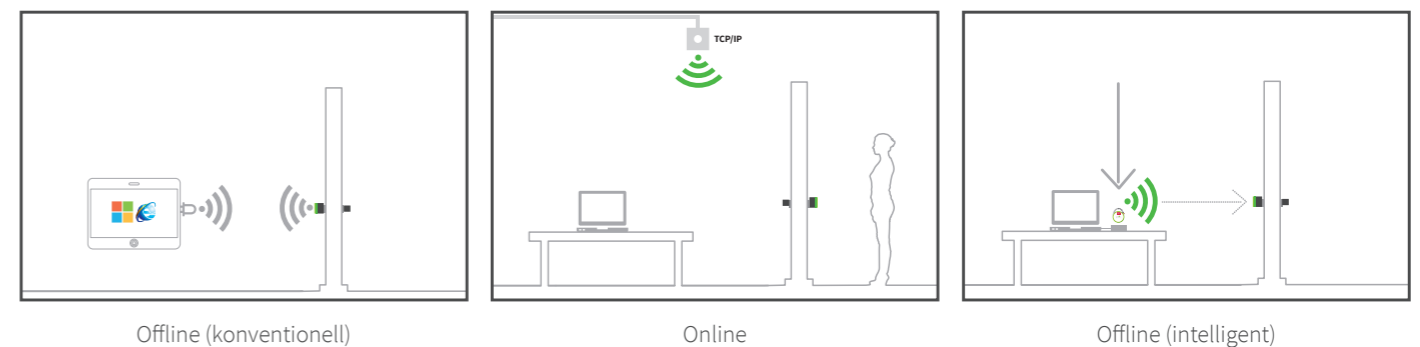 TCP/IP
Offline (konventionell)
Online
Offline (intelligent)